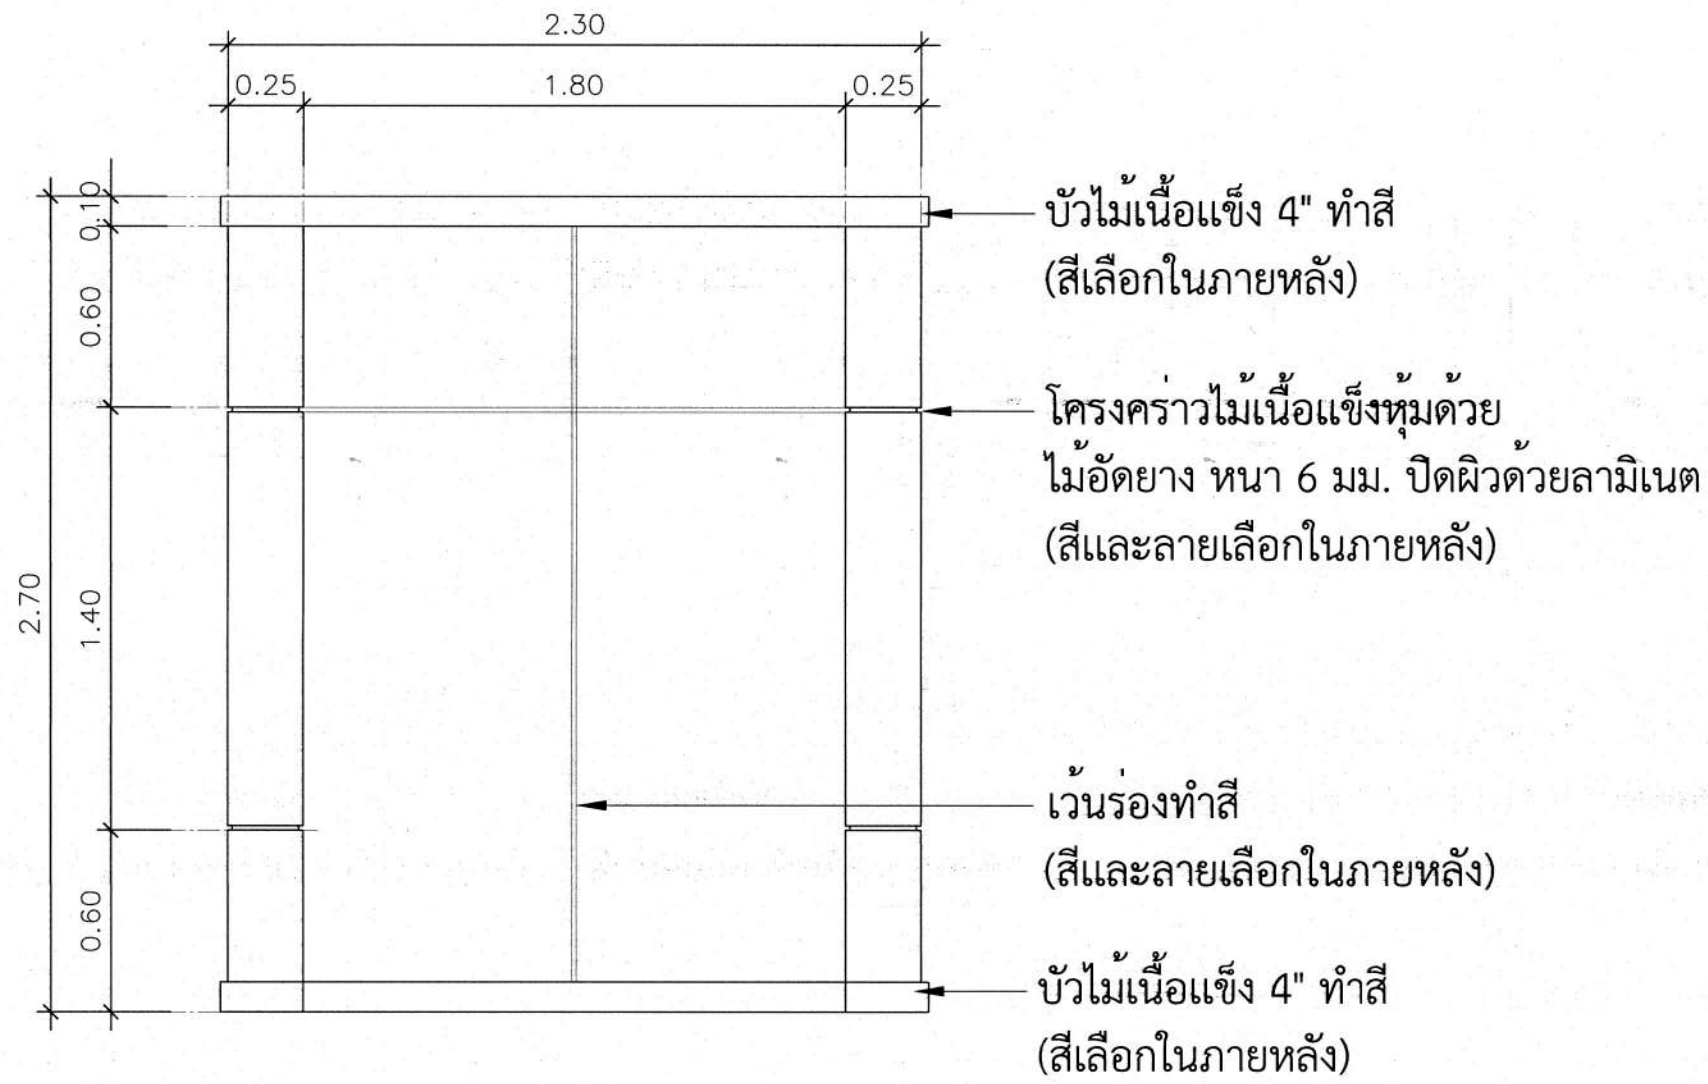 2.30
0.25 1.80 0.25
0.10
บัวไม้เนื้อแข็ง 4" ทำสี
(สีเลือกในภายหลัง)
0.60
โครงคร่าวไม้เนื้อแข็งหุ้มด้วย
ไม้อัดยาง หนา 6 มม. ปิดผิวด้วยลามิเนต
(สีและลายเลือกในภายหลัง)
2.70
1.40
เว้นร่องทำสี
(สีและลายเลือกในภายหลัง)
0.60
บัวไม้เนื้อแข็ง 4" ทำสี
(สีเลือกในภายหลัง)